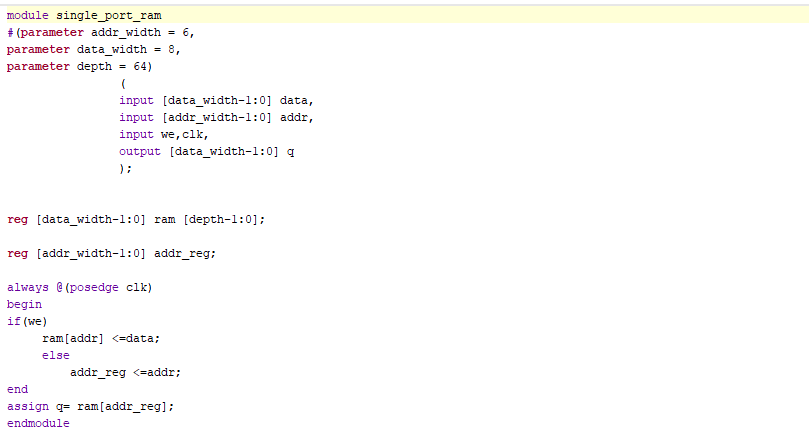 module single_port_ram
#(parameter addr_width = 6,
parameter data_width = 8,
parameter depth = 64)
(
input [data_width-1:0] data,
input [addr_width-1:0] addr,
input we,clk,
output [data_width-1:0] q
);
reg [data_width-1:0] ram [depth-1:0];
reg [addr_width-1:0] addr_reg;
always @(posedge clk)
begin
if(we)
ram[addr] <=data;
else
addr_reg <=addr;
end
assign q= ram[addr_reg];
endmodule